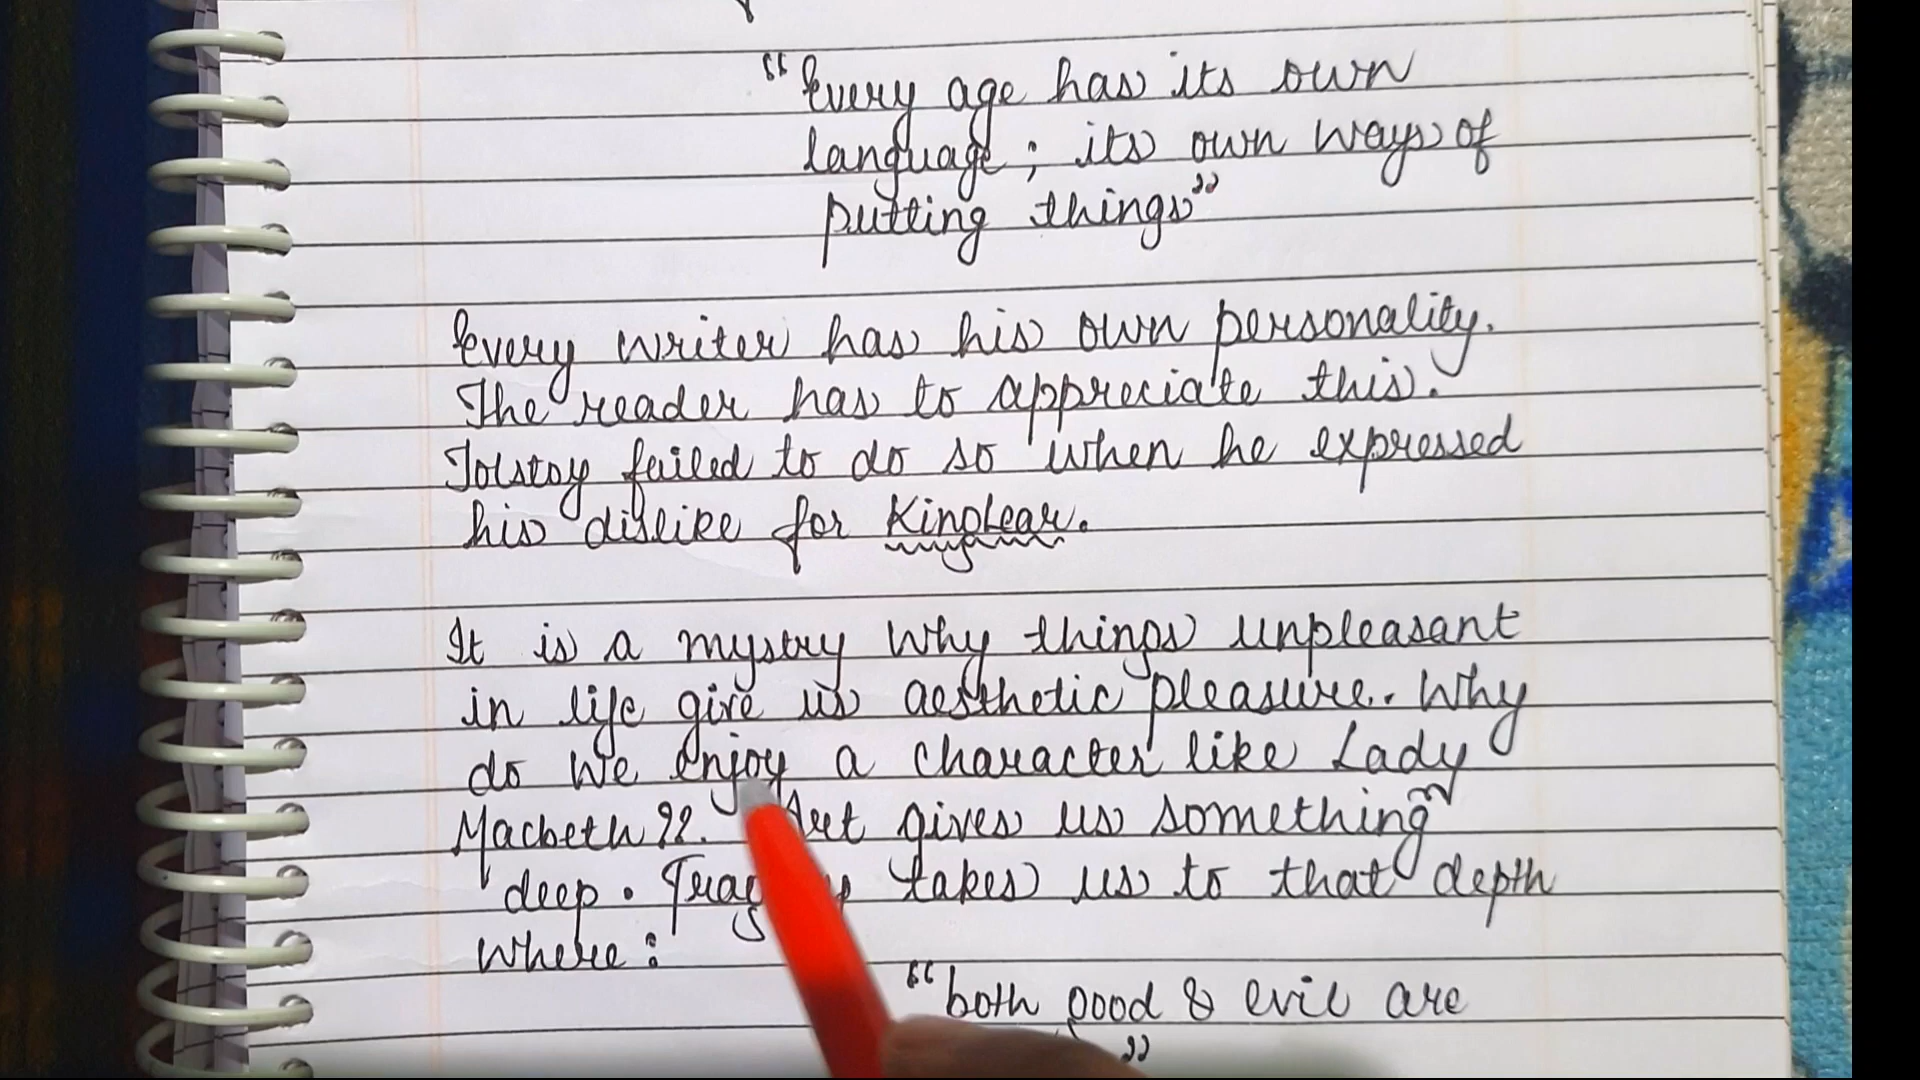 “Every age has its own
language; its own ways of
putting things”
Every writer has his own personality.
The reader has to appreciate this.
Tolstoy failed to do so when he expressed
his dislike for King Lear.
It is a mystry why things unpleasant
in life give us aesthetic pleasure. Why
do we enjoy a character like Lady
Macbeth??. Art gives us something
deep. takes us to that depth
where:
“both good & evil are
”